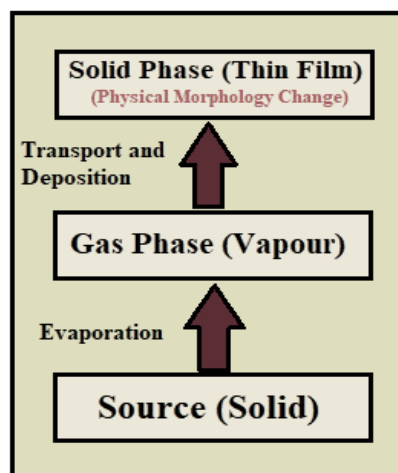 Solid Phase (Thin Film)
(Physical Morphology Change)
Transport and
Deposition
Gas Phase (Vapour)
Evaporation
Source (Solid)